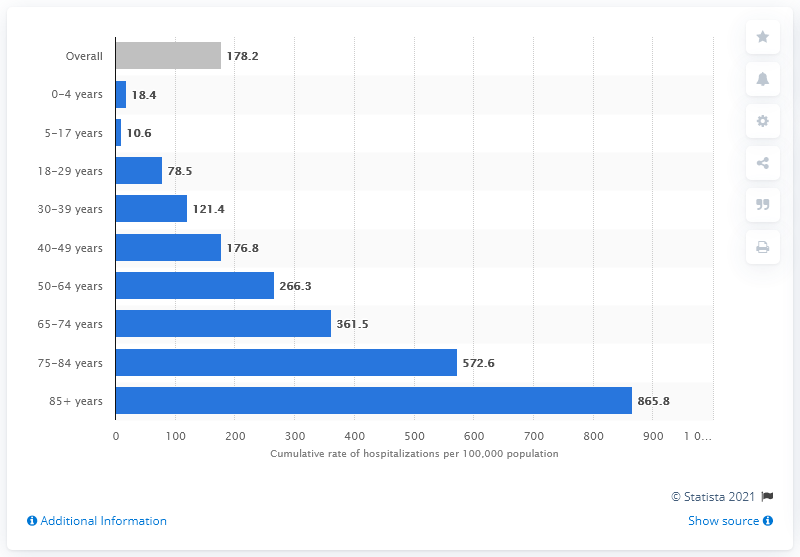 Overall 178.2
0-4 years 18.4
5-17 years 10.6
18-29 years 78.5
30-39 years 121.4
40-49 years 176.8
50-64 years 266.3
65-74 years 361.5
75-84 years 572.6
85+ years 865.8
0 100 200 300 400 500 600 700 800 900 1 0...
Cumulative rate of hospitalizations per 100,000 population
© Statista 2021
Additional Information Show source